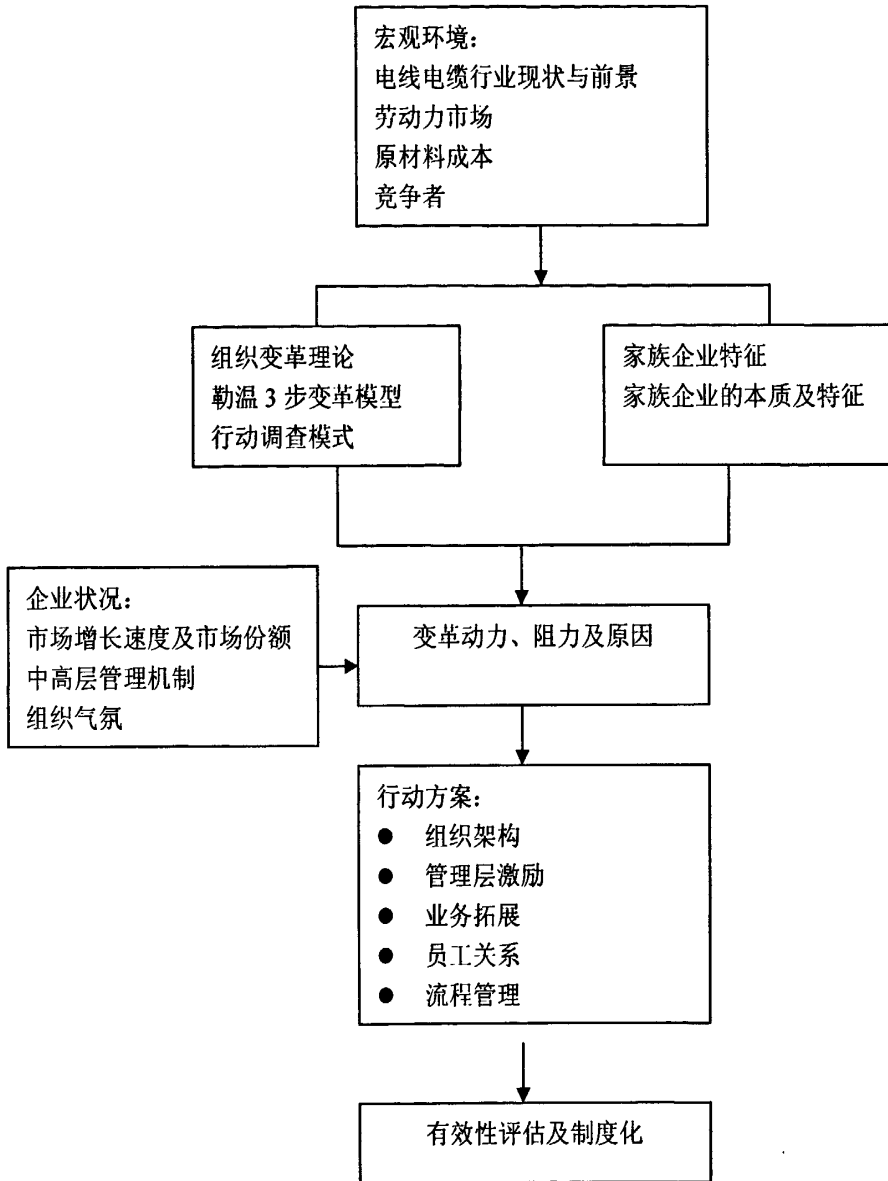 宏观环境：
电线电缆行业现状与前景
劳动力市场
原材料成本
竞争者
组织变革理论
勒温 3 步变革模型
行动调查模式
家族企业特征
家族企业的本质及特征
企业状况：
市场增长速度及市场份额
中高层管理机制
组织气氛
变革动力、阻力及原因
行动方案：
● 组织架构
● 管理层激励
● 业务拓展
● 员工关系
● 流程管理
有效性评估及制度化